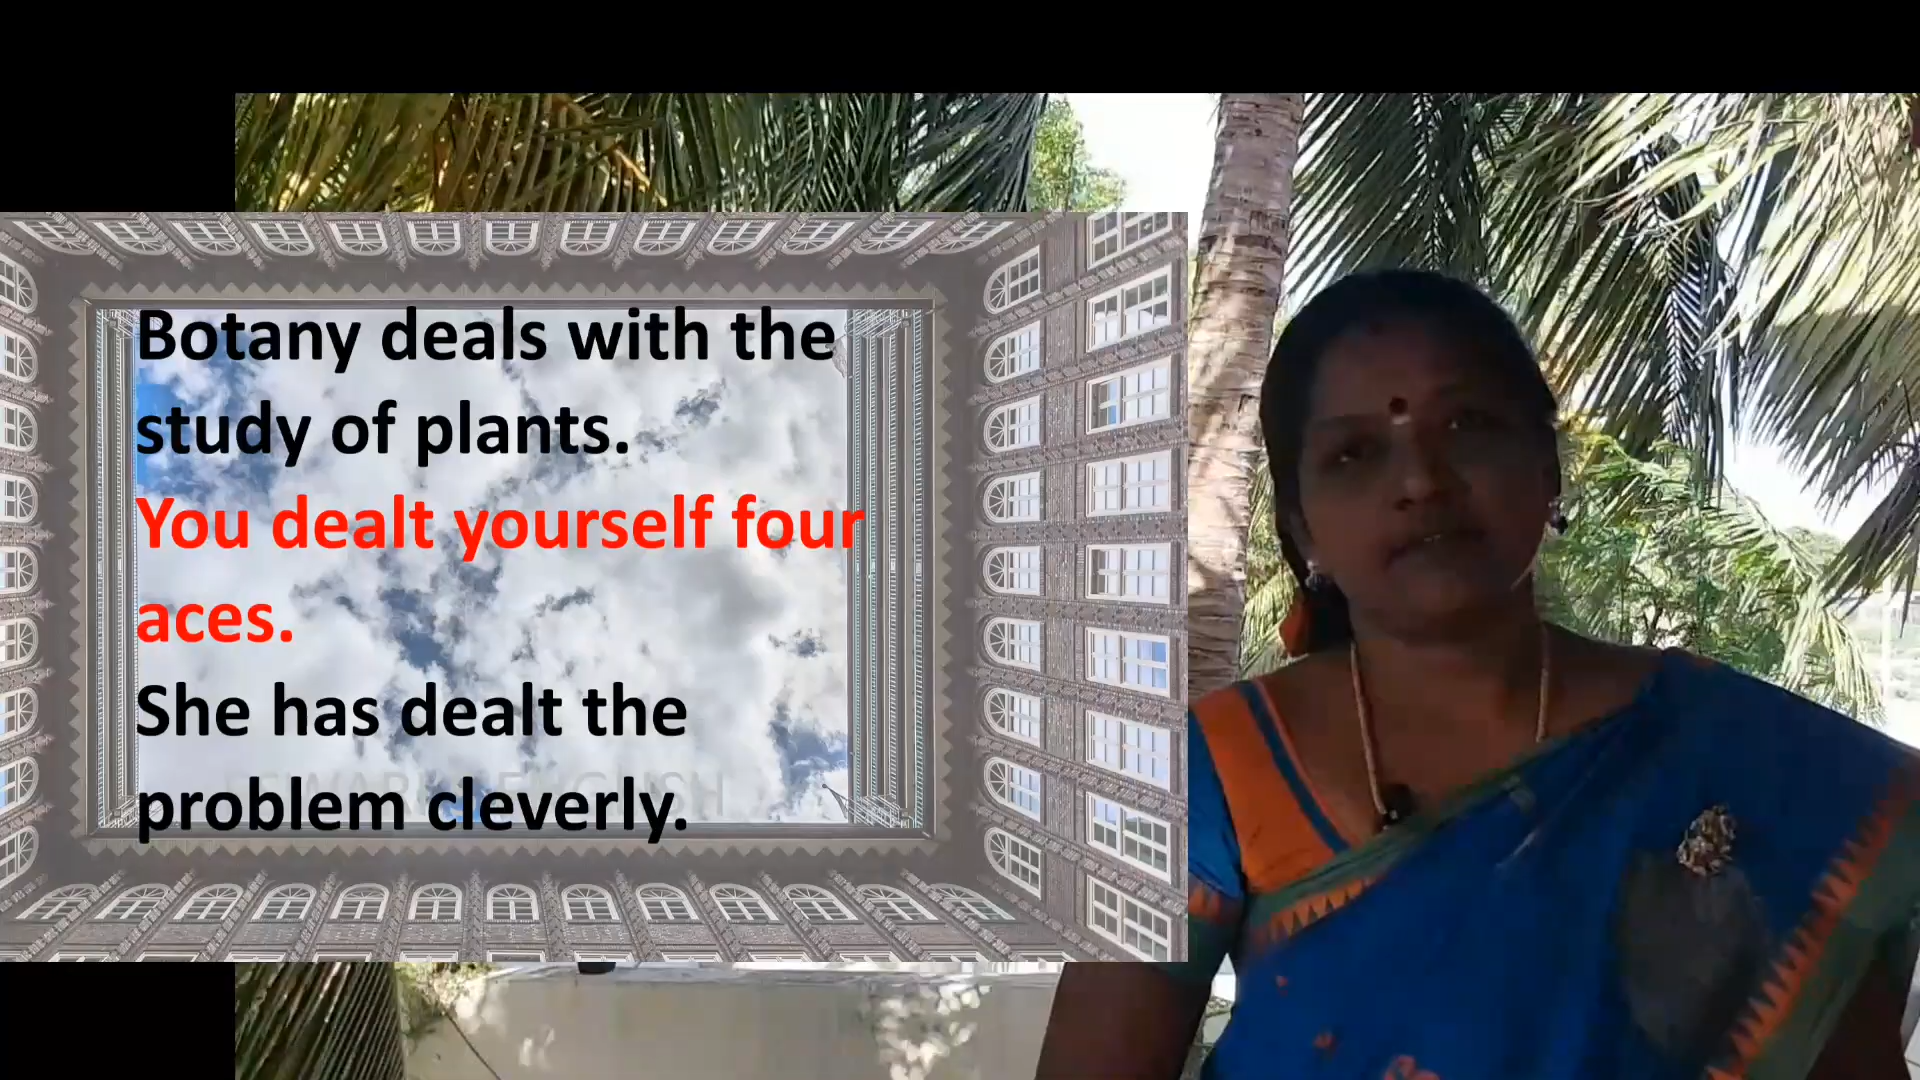 Botany deals with the
study of plants.
You dealt yourself four
aces.
She has dealt the
problem cleverly.